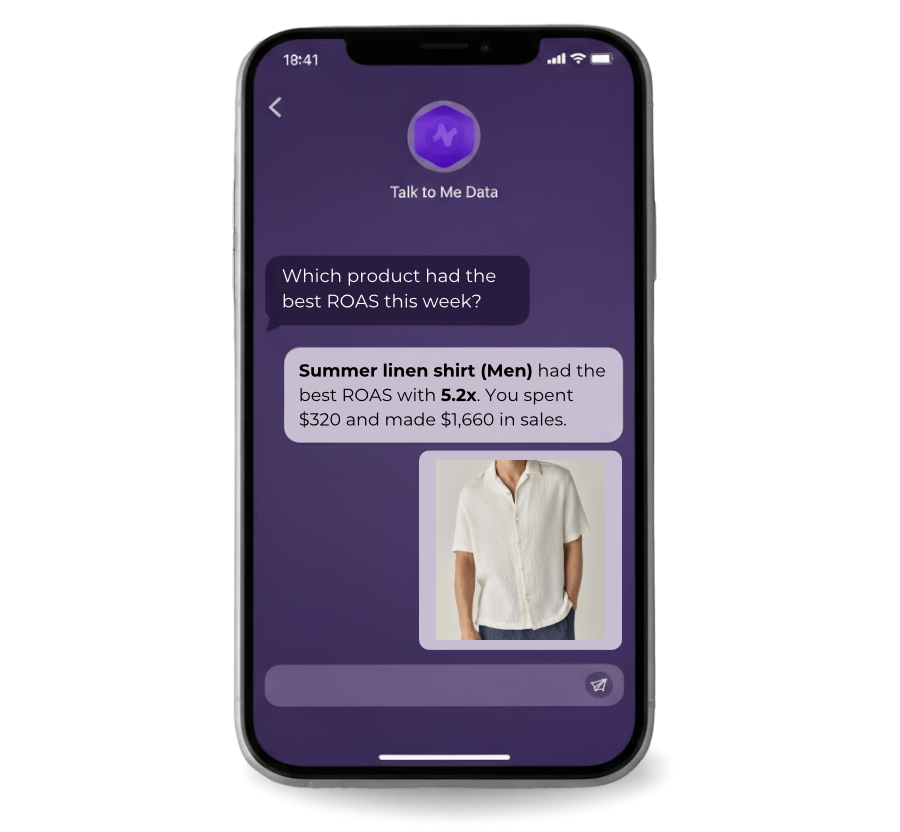 18:41
Talk to Me Data
Which product had the
best ROAS this week?
Summer linen shirt (Men) had the
best ROAS with 5.2x. You spent
$320 and made $1,660 in sales.